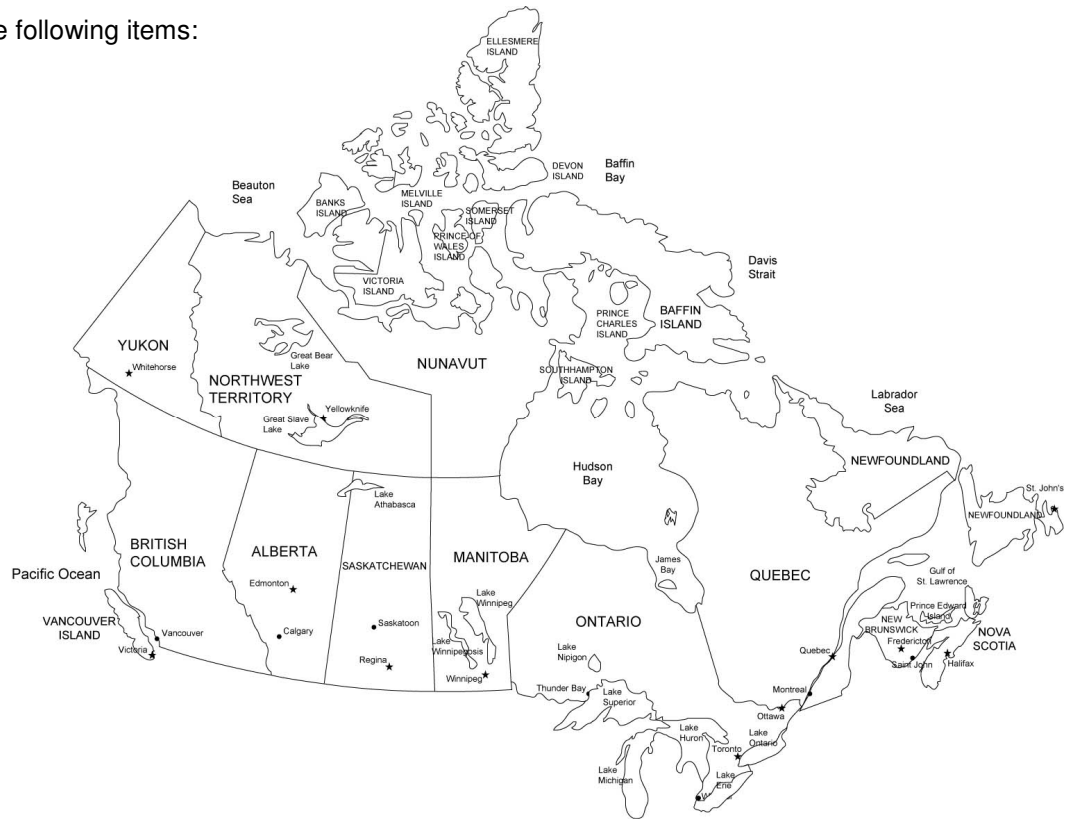 e following items:
ELLESMERE
ISLAND
DEVON
ISLAND
Baffin
Bay
Beauton
Sea
BANKS
ISLAND
MELVILLE
ISLAND
SOMERSET
ISLAND
PRINCE OF
WALES
ISLAND
VICTORIA
ISLAND
Davis
Strait
PRINCE
CHARLES
ISLAND
BAFFIN
ISLAND
YUKON
Whitehorse
Great Bear
Lake
NORTHWEST
TERRITORY
NUNAVUT
SOUTHHAMPTON
ISLAND
Yellowknife
Great Slave
Lake
Labrador
Sea
NEWFOUNDLAND
Hudson
Bay
Lake
Athabasca
St. John's
NEWFOUNDLAND
BRITISH
COLUMBIA
ALBERTA
SASKATCHEWAN
MANITOBA
James
Bay
QUEBEC
Pacific Ocean
Edmonton
Gulf of
St. Lawrence
Lake
Winnipeg
Prince Edward
Island
VANCOUVER
ISLAND
Vancouver
Calgary
Saskatoon
ONTARIO
NEW
BRUNSWICK
Fredericton
NOVA
SCOTIA
Victoria
Lake
Winnipegosis
Lake
Nipigon
Quebec
Saint John
Halifax
Regina
Winnipeg
Thunder Bay
Lake
Superior
Montreal
Ottawa
Lake
Huron
Toronto
Lake
Ontario
Lake
Michigan
Lake
Erie